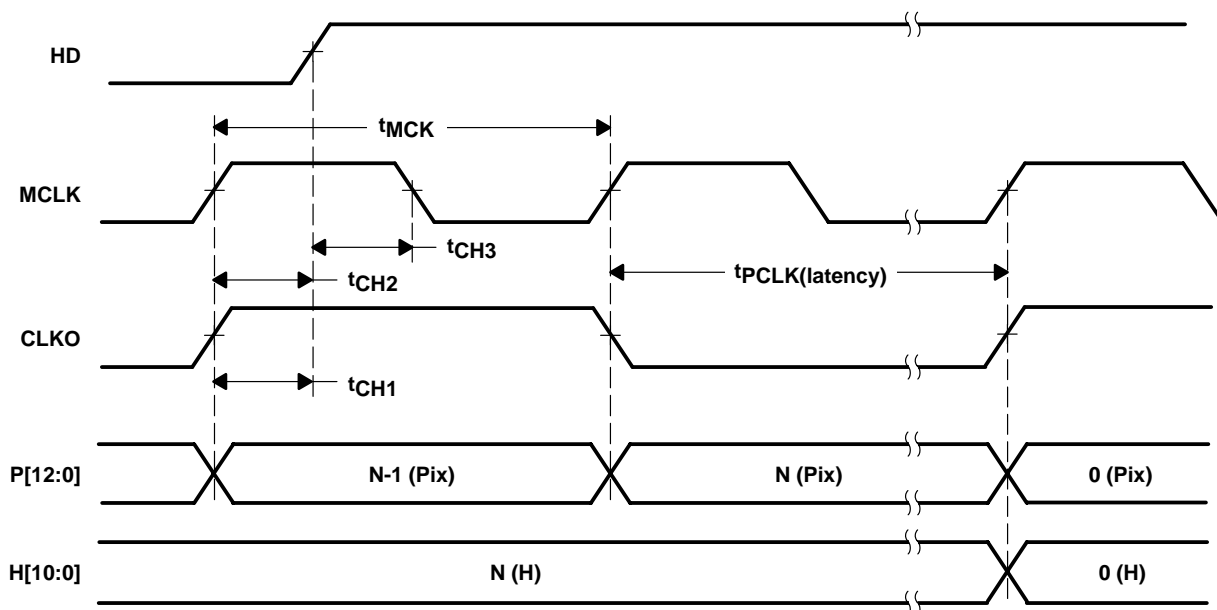 HD
tMCK
MCLK
tCH3
tCH2
tPCLK(latency)
CLKO
tCH1
P[12:0]
N-1 (Pix)
N (Pix)
0 (Pix)
H[10:0]
N (H)
0 (H)